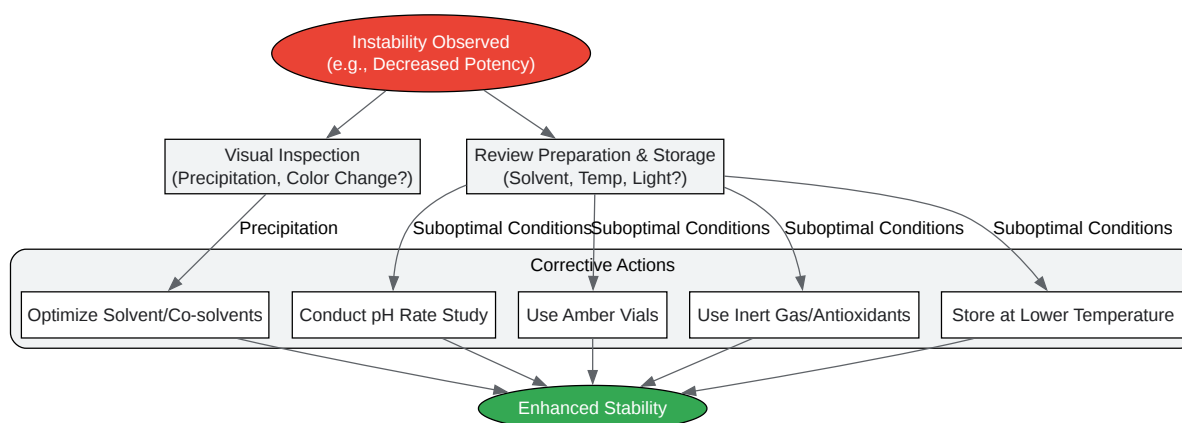 Instability Observed
(e.g., Decreased Potency)
Visual Inspection
(Precipitation, Color Change?)
Review Preparation & Storage
(Solvent, Temp, Light?)
Precipitation
Suboptimal Conditions
Suboptimal Conditions
Suboptimal Conditions
Suboptimal Conditions
Corrective Actions
Optimize Solvent/Co-solvents
Conduct pH Rate Study
Use Amber Vials
Use Inert Gas/Antioxidants
Store at Lower Temperature
Enhanced Stability